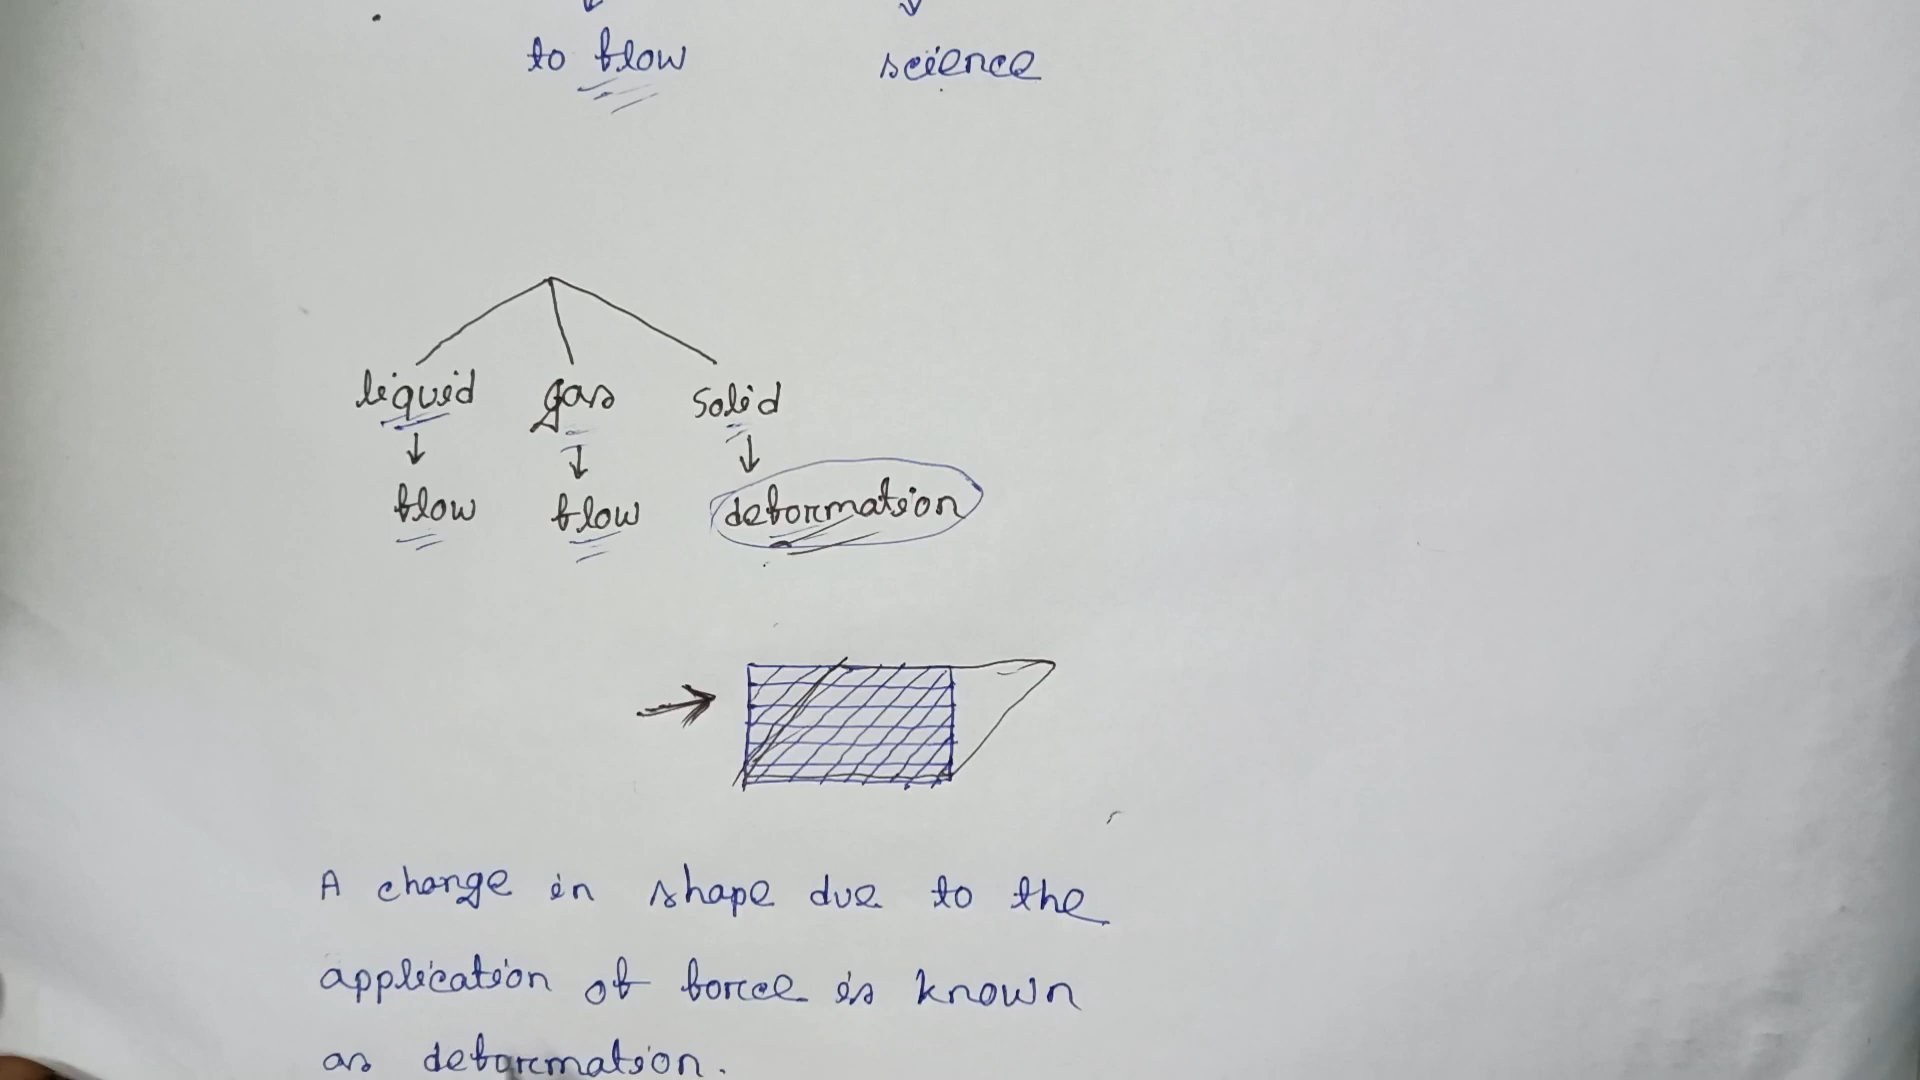 to flow science
liquid gas solid
flow flow deformation
A change in shape due to the
application of force is known
as deformation.